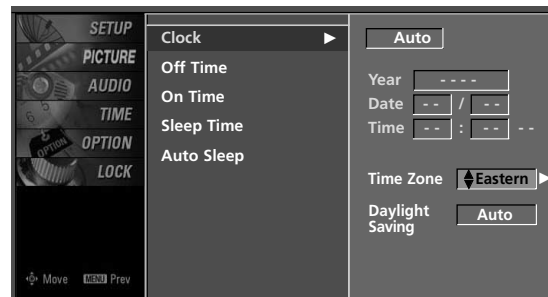 SETUP
PICTURE
AUDIO
TIME
OPTION
LOCK
Move MENU Prev
Clock
Off Time
On Time
Sleep Time
Auto Sleep
Auto
Year - - - -
Date - - / - -
Time - - : - - - -
Time Zone Eastern
Daylight
Saving Auto